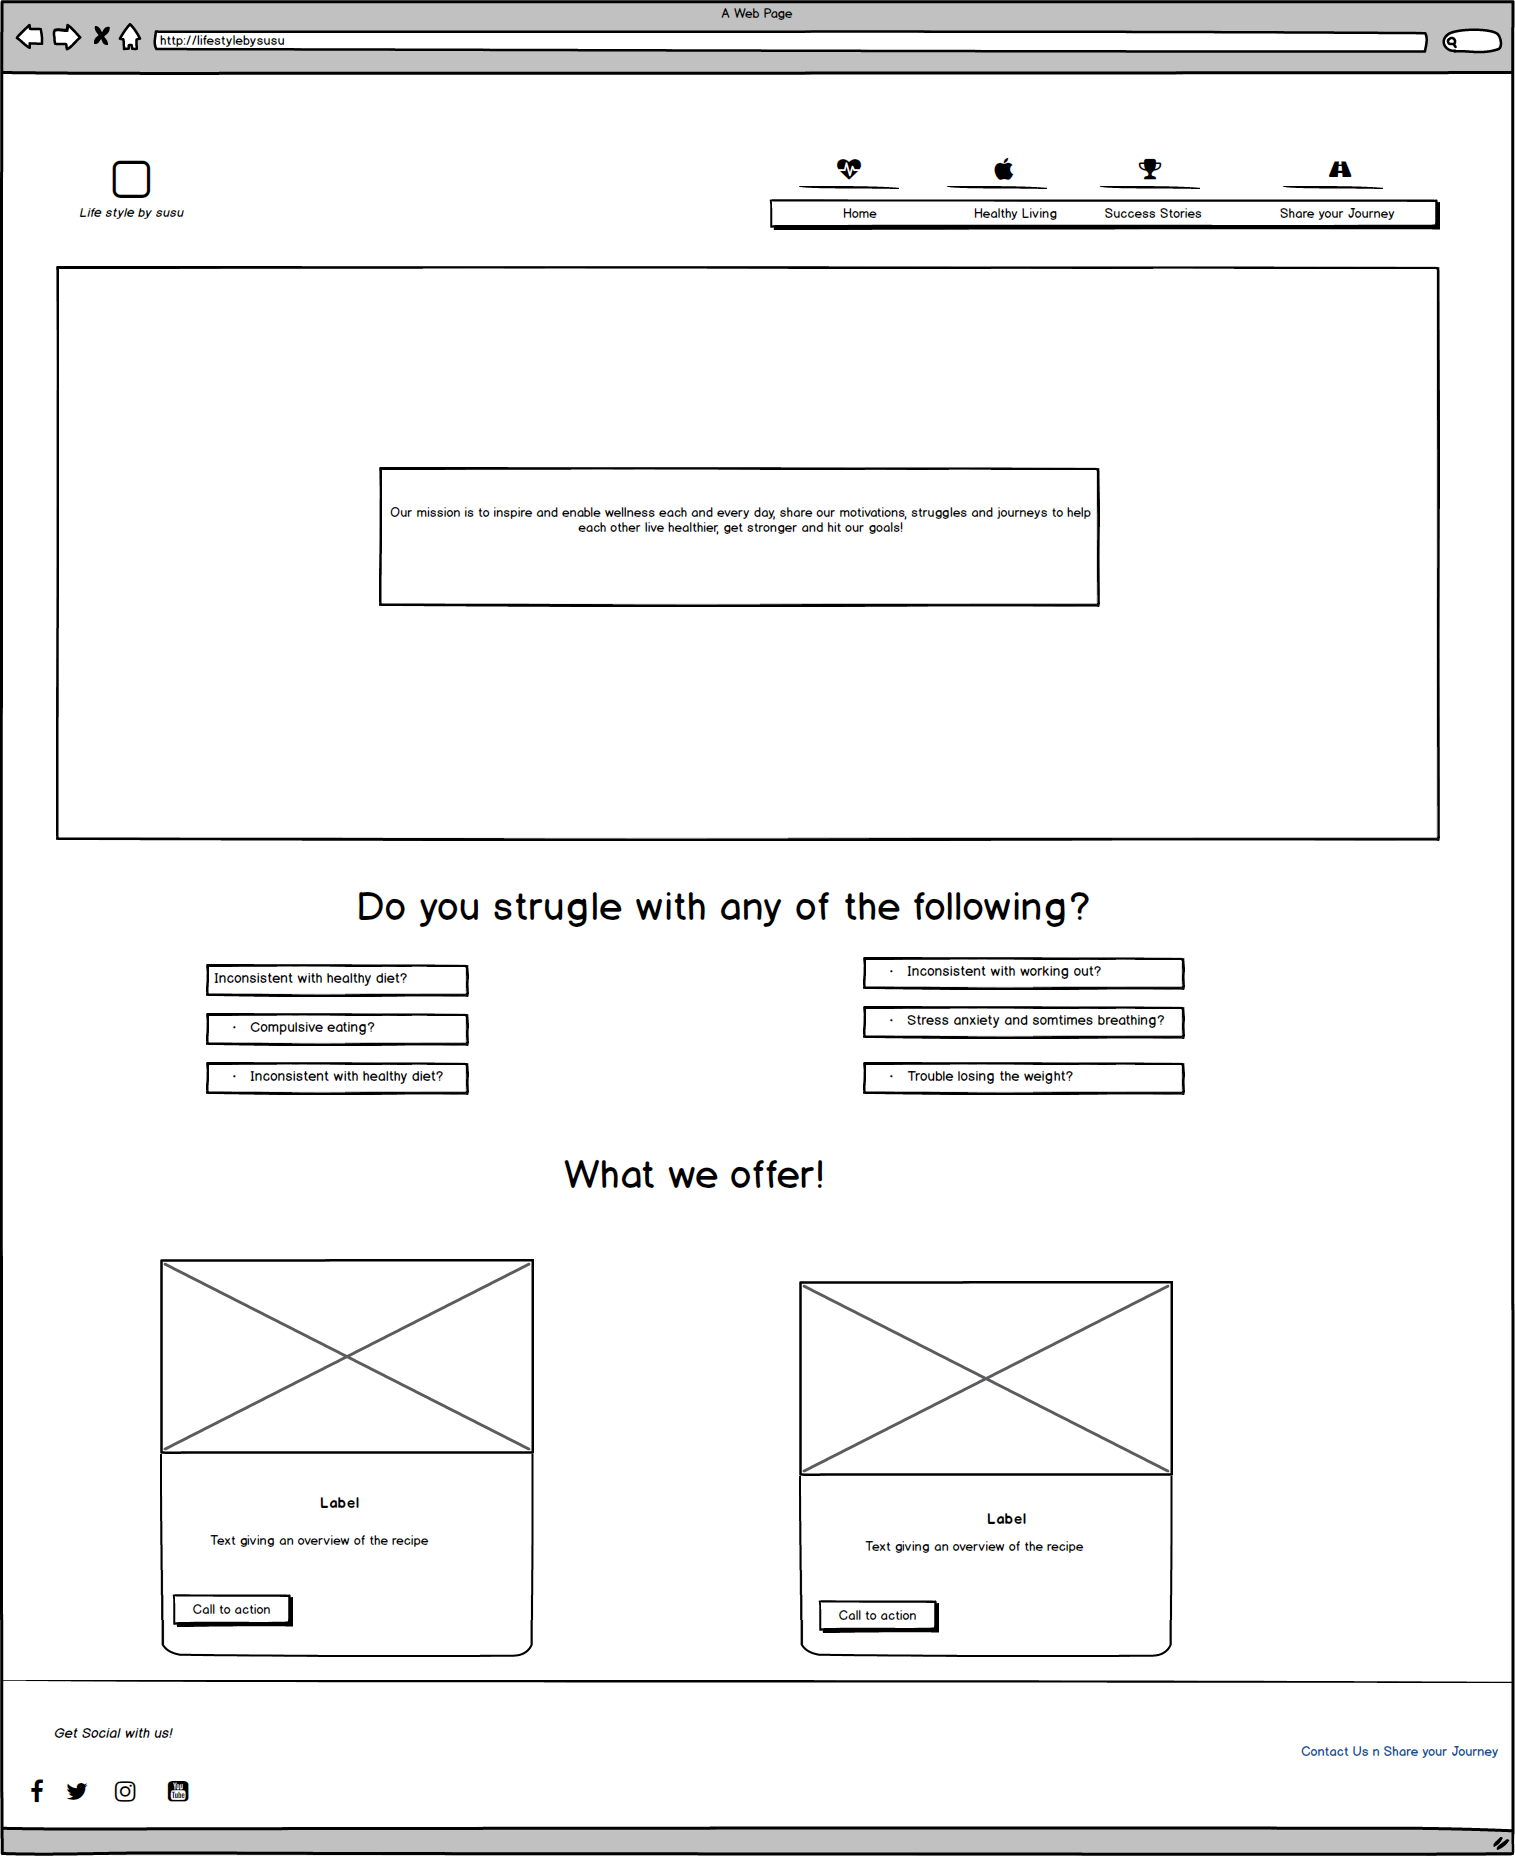 A Web Page
http://lifestylebysusu
Life style by susu
Home
Healthy Living
Success Stories
Share your Journey
Our mission is to inspire and enable wellness each and every day, share our motivations, struggles and journeys to help
each other live healthier, get stronger and hit our goals!
Do you strugle with any of the following?
Inconsistent with healthy diet?
• Compulsive eating?
• Inconsistent with healthy diet?
• Inconsistent with working out?
• Stress anxiety and somtimes breathing?
• Trouble losing the weight?
What we offer!
Label
Text giving an overview of the recipe
Call to action
Label
Text giving an overview of the recipe
Call to action
Get Social with us!
You
Tube
Contact Us n Share your Journey